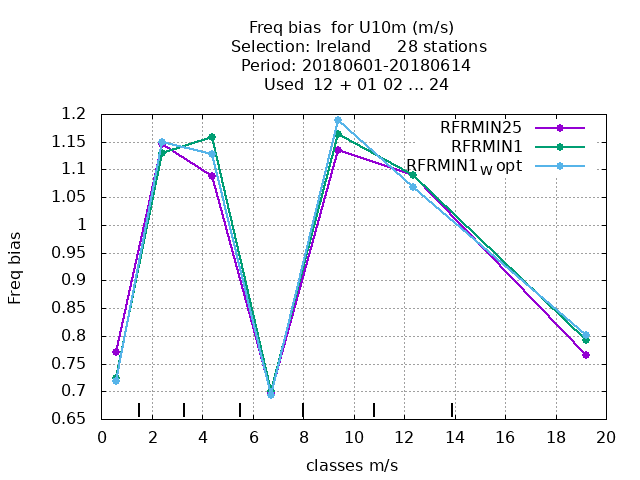 Freq bias  for U10m (m/s)
Selection: Ireland     28 stations
Period: 20180601-20180614
Used  12 + 01 02 ... 24
RFRMIN25
RFRMIN1
RFRMIN1_W opt
Freq bias
1.2
1.15
1.1
1.05
1
0.95
0.9
0.85
0.8
0.75
0.7
0.65
0 2 4 6 8 10 12 14 16 18 20
classes m/s